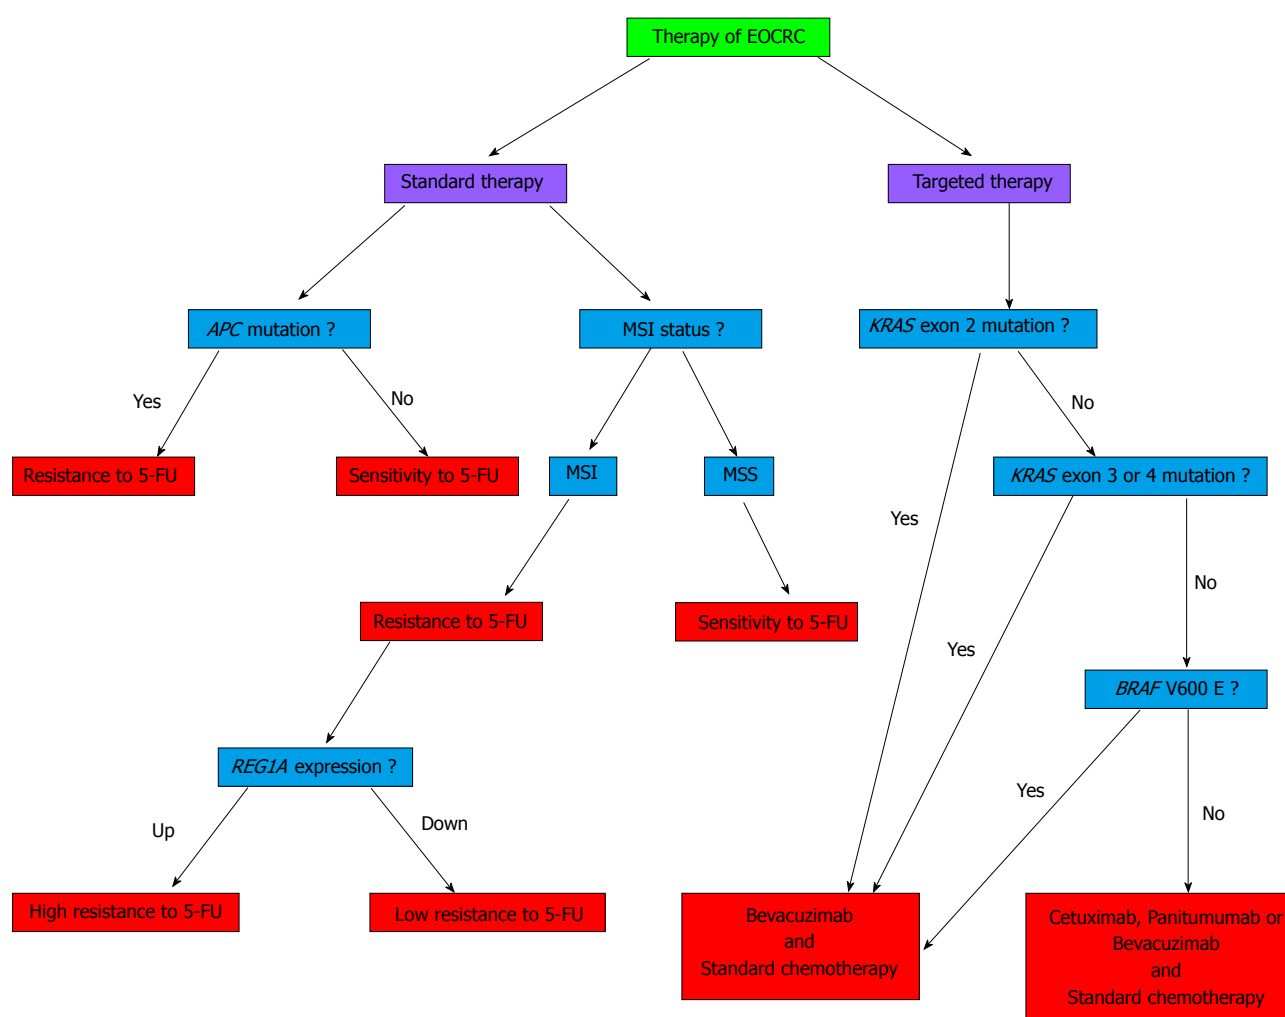 Therapy of EOCRC
Standard therapy
Targeted therapy
APC mutation ?
MSI status ?
KRAS exon 2 mutation ?
Yes
No
No
Resistance to 5-FU
Sensitivity to 5-FU
MSI
MSS
KRAS exon 3 or 4 mutation ?
Yes
No
Resistance to 5-FU
Sensitivity to 5-FU
Yes
BRAF V600 E ?
REG1A expression ?
Yes
No
Up
Down
High resistance to 5-FU
Low resistance to 5-FU
Bevacuzimab
and
Standard chemotherapy
Cetuximab, Panitumumab or
Bevacuzimab
and
Standard chemotherapy